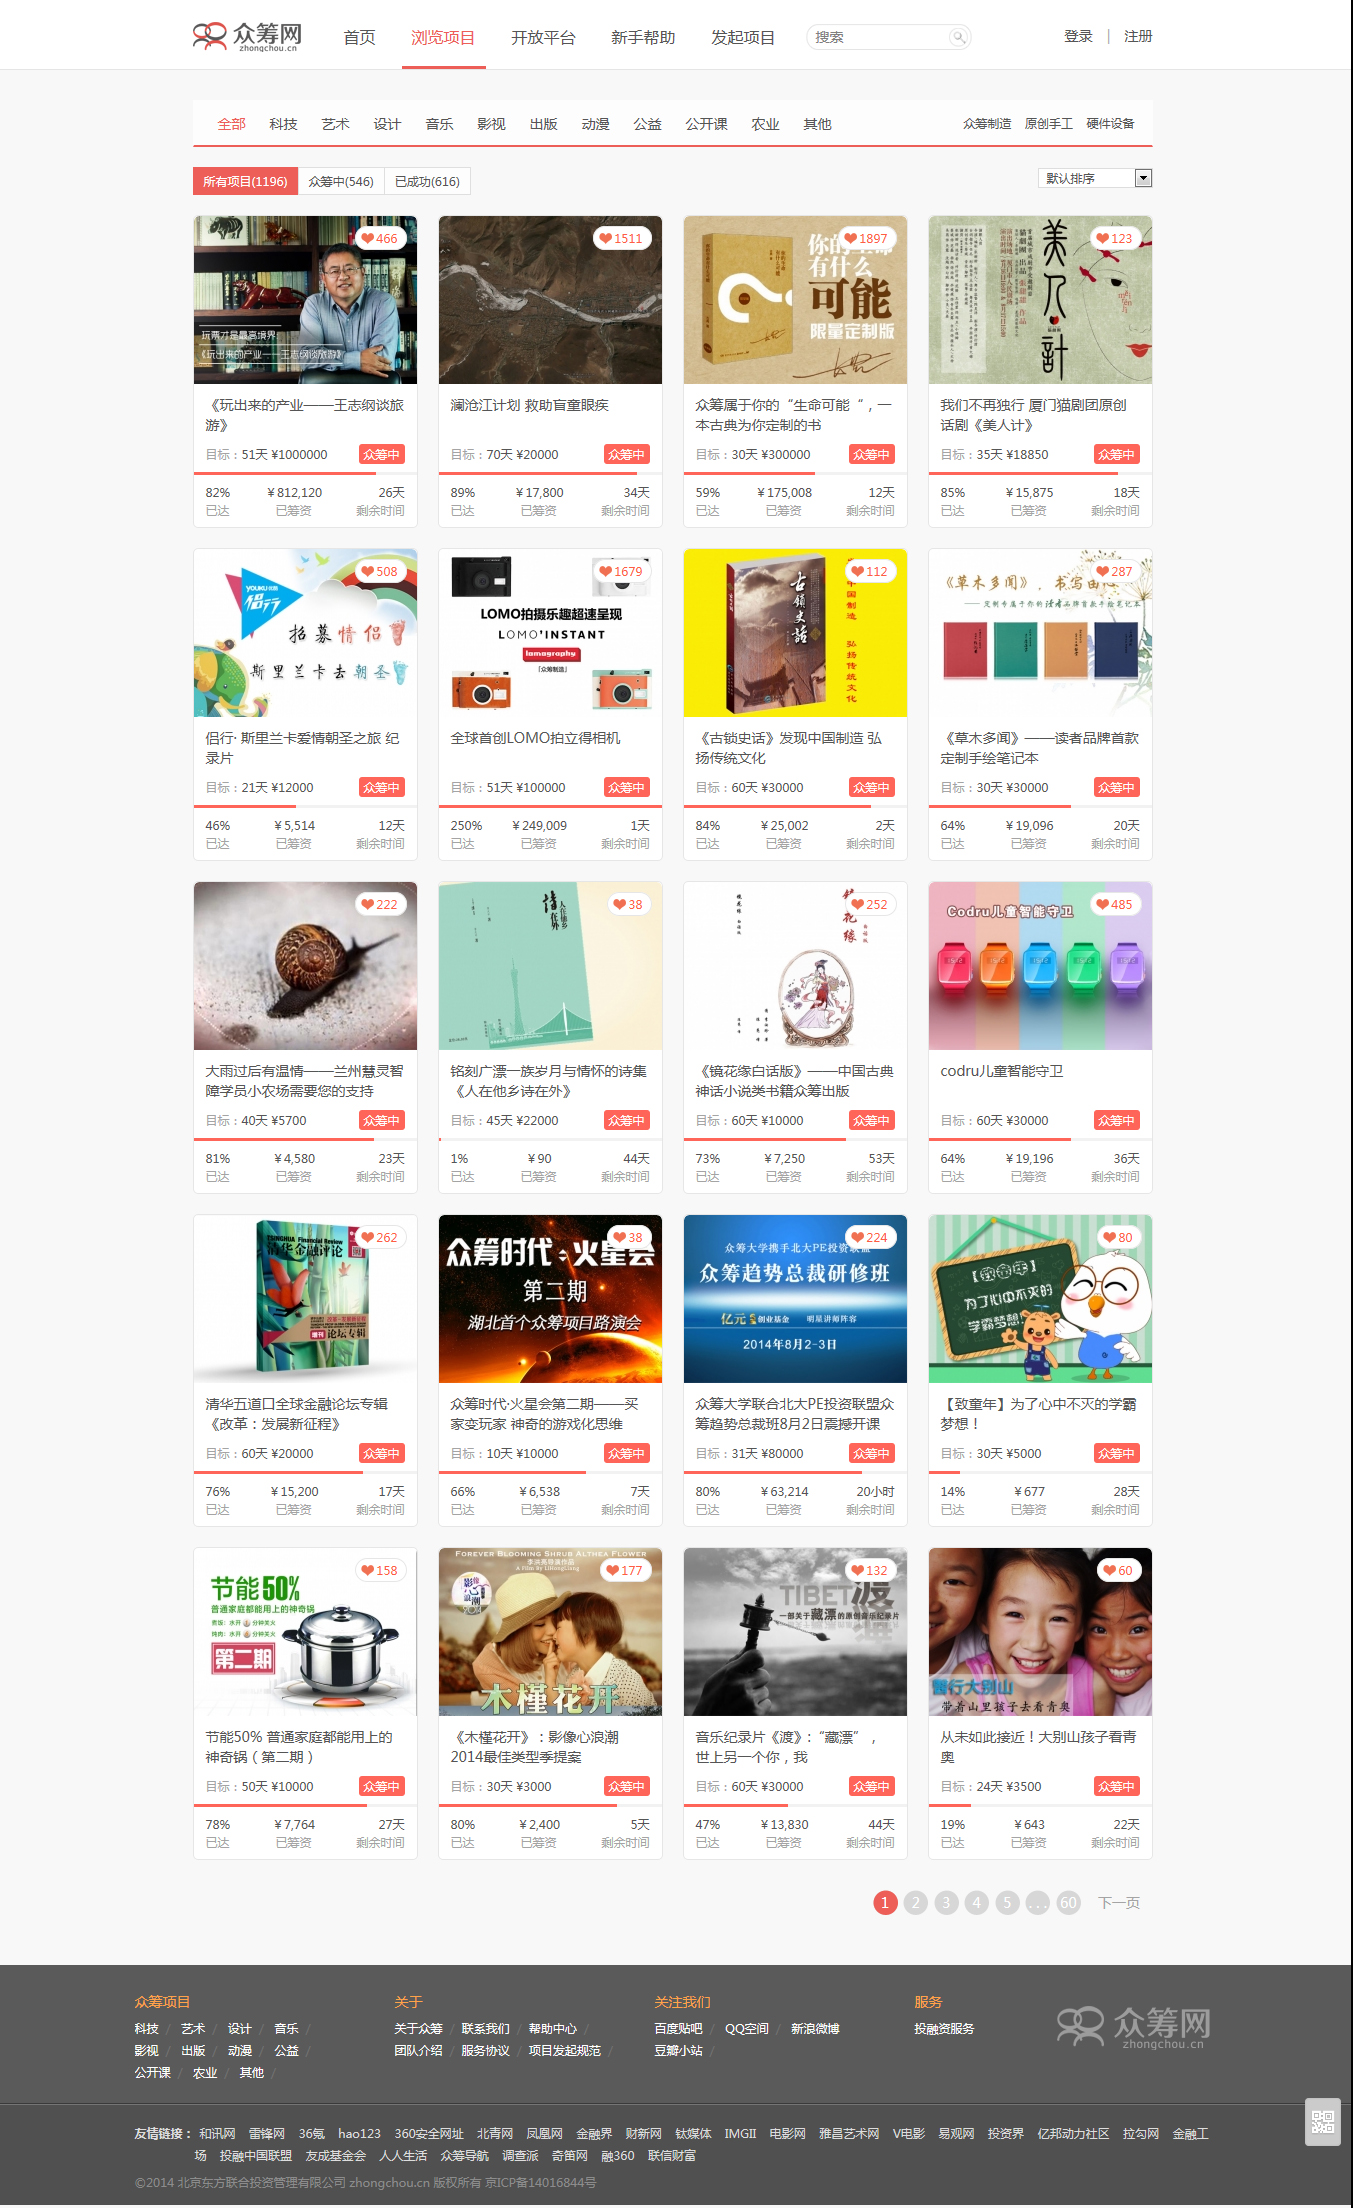 众筹网
zhongchou.cn
首页 浏览项目 开放平台 新手帮助 发起项目 搜索 登录 | 注册
全部 科技 艺术 设计 音乐 影视 出版 动漫 公益 公开课 农业 其他 众筹制造 原创手工 硬件设备
所有项目(1196) 众筹中(546) 已成功(616) 默认排序
466 1511 1897 123
玩票才是最高境界
《玩出来的产业——王志纲谈旅游》
有什么
可能
限量定制版
美人計
《玩出来的产业——王志纲谈旅
游》
目标：51天 ¥1000000 众筹中
82% ¥812,120 26天
已达 已筹资 剩余时间
澜沧江计划 救助盲童眼疾
目标：70天 ¥20000 众筹中
89% ¥17,800 34天
已达 已筹资 剩余时间
众筹属于你的“生命可能“，一
本古典为你定制的书
目标：30天 ¥300000 众筹中
59% ¥175,008 12天
已达 已筹资 剩余时间
我们不再独行 厦门猫剧团原创
话剧《美人计》
目标：35天 ¥18850 众筹中
85% ¥15,875 18天
已达 已筹资 剩余时间
508 1679 112 287
YOUKU
侣行
招募情侣
斯里兰卡去朝圣
LOMO拍摄乐趣超速呈现
LOMO'INSTANT
lomography
「众筹制造」
古锁史话
中国制造 弘扬传统文化
《草木多闻》，书写由心
——定制专属于你的读者品牌首款手绘笔记本
侣行· 斯里兰卡爱情朝圣之旅 纪
录片
目标：21天 ¥12000 众筹中
46% ¥5,514 12天
已达 已筹资 剩余时间
全球首创LOMO拍立得相机
目标：51天 ¥100000 众筹中
250% ¥249,009 1天
已达 已筹资 剩余时间
《古锁史话》发现中国制造 弘
扬传统文化
目标：60天 ¥30000 众筹中
84% ¥25,002 2天
已达 已筹资 剩余时间
《草木多闻》——读者品牌首款
定制手绘笔记本
目标：30天 ¥30000 众筹中
64% ¥19,096 20天
已达 已筹资 剩余时间
222 38 252 485
人在他乡
诗在外
镜花缘
Codru儿童智能守卫
大雨过后有温情——兰州慧灵智
障学员小农场需要您的支持
目标：40天 ¥5700 众筹中
81% ¥4,580 23天
已达 已筹资 剩余时间
铭刻广漂一族岁月与情怀的诗集
《人在他乡诗在外》
目标：45天 ¥22000 众筹中
1% ¥90 44天
已达 已筹资 剩余时间
《镜花缘白话版》——中国古典
神话小说类书籍众筹出版
目标：60天 ¥10000 众筹中
73% ¥7,250 53天
已达 已筹资 剩余时间
codru儿童智能守卫
目标：60天 ¥30000 众筹中
64% ¥19,196 36天
已达 已筹资 剩余时间
262 38 224 80
TSINGHUA Financial Review
清华金融评论
增刊 论坛专辑
众筹时代:火星会
第二期
湖北首个众筹项目路演会
众筹大学携手北大PE投资联盟
众筹趋势总裁研修班
亿元 创业基金 明星讲师阵容
2014年8月2-3日
【致童年】
为了心中不灭的
学霸梦想!
清华五道口全球金融论坛专辑
《改革：发展新征程》
目标：60天 ¥20000 众筹中
76% ¥15,200 17天
已达 已筹资 剩余时间
众筹时代·火星会第二期——买
家变玩家 神奇的游戏化思维
目标：10天 ¥10000 众筹中
66% ¥6,538 7天
已达 已筹资 剩余时间
众筹大学联合北大PE投资联盟众
筹趋势总裁班8月2日震撼开课
目标：31天 ¥80000 众筹中
80% ¥63,214 20小时
已达 已筹资 剩余时间
【致童年】为了心中不灭的学霸
梦想！
目标：30天 ¥5000 众筹中
14% ¥677 28天
已达 已筹资 剩余时间
158 177 132 60
节能50%
普通家庭都能用上的神奇锅
第二期
FOREVER BLOOMING SHRUB ALTHEA FLOWER
李洪亮导演作品
A Film By LiHongLiang
影像心浪潮
木槿花开
TIBET渡
一部关于藏漂的原创音乐纪录片
行大别山
带着山里孩子去看青奥
节能50% 普通家庭都能用上的
神奇锅（第二期）
目标：50天 ¥10000 众筹中
78% ¥7,764 27天
已达 已筹资 剩余时间
《木槿花开》：影像心浪潮
2014最佳类型季提案
目标：30天 ¥3000 众筹中
80% ¥2,400 5天
已达 已筹资 剩余时间
音乐纪录片《渡》：“藏漂”，
世上另一个你，我
目标：60天 ¥30000 众筹中
47% ¥13,830 44天
已达 已筹资 剩余时间
从未如此接近！大别山孩子看青
奥
目标：24天 ¥3500 众筹中
19% ¥643 22天
已达 已筹资 剩余时间
1 2 3 4 5 ... 60 下一页
众筹项目 关于 关注我们 服务
科技 / 艺术 / 设计 / 音乐 / 关于众筹 / 联系我们 / 帮助中心 / 百度贴吧 / QQ空间 / 新浪微博 投融资服务
影视 / 出版 / 动漫 / 公益 / 团队介绍 / 服务协议 / 项目发起规范 / 豆瓣小站 /
公开课 / 农业 / 其他 /
众筹网
zhongchou.cn
友情链接： 和讯网 雷锋网 36氪 hao123 360安全网址 北青网 凤凰网 金融界 财新网 钛媒体 IMGII 电影网 雅昌艺术网 V电影 易观网 投资界 亿邦动力社区 拉勾网 金融工
场 投融中国联盟 友成基金会 人人生活 众筹导航 调查派 奇笛网 融360 联信财富
©2014 北京东方联合投资管理有限公司 zhongchou.cn 版权所有 京ICP备14016844号